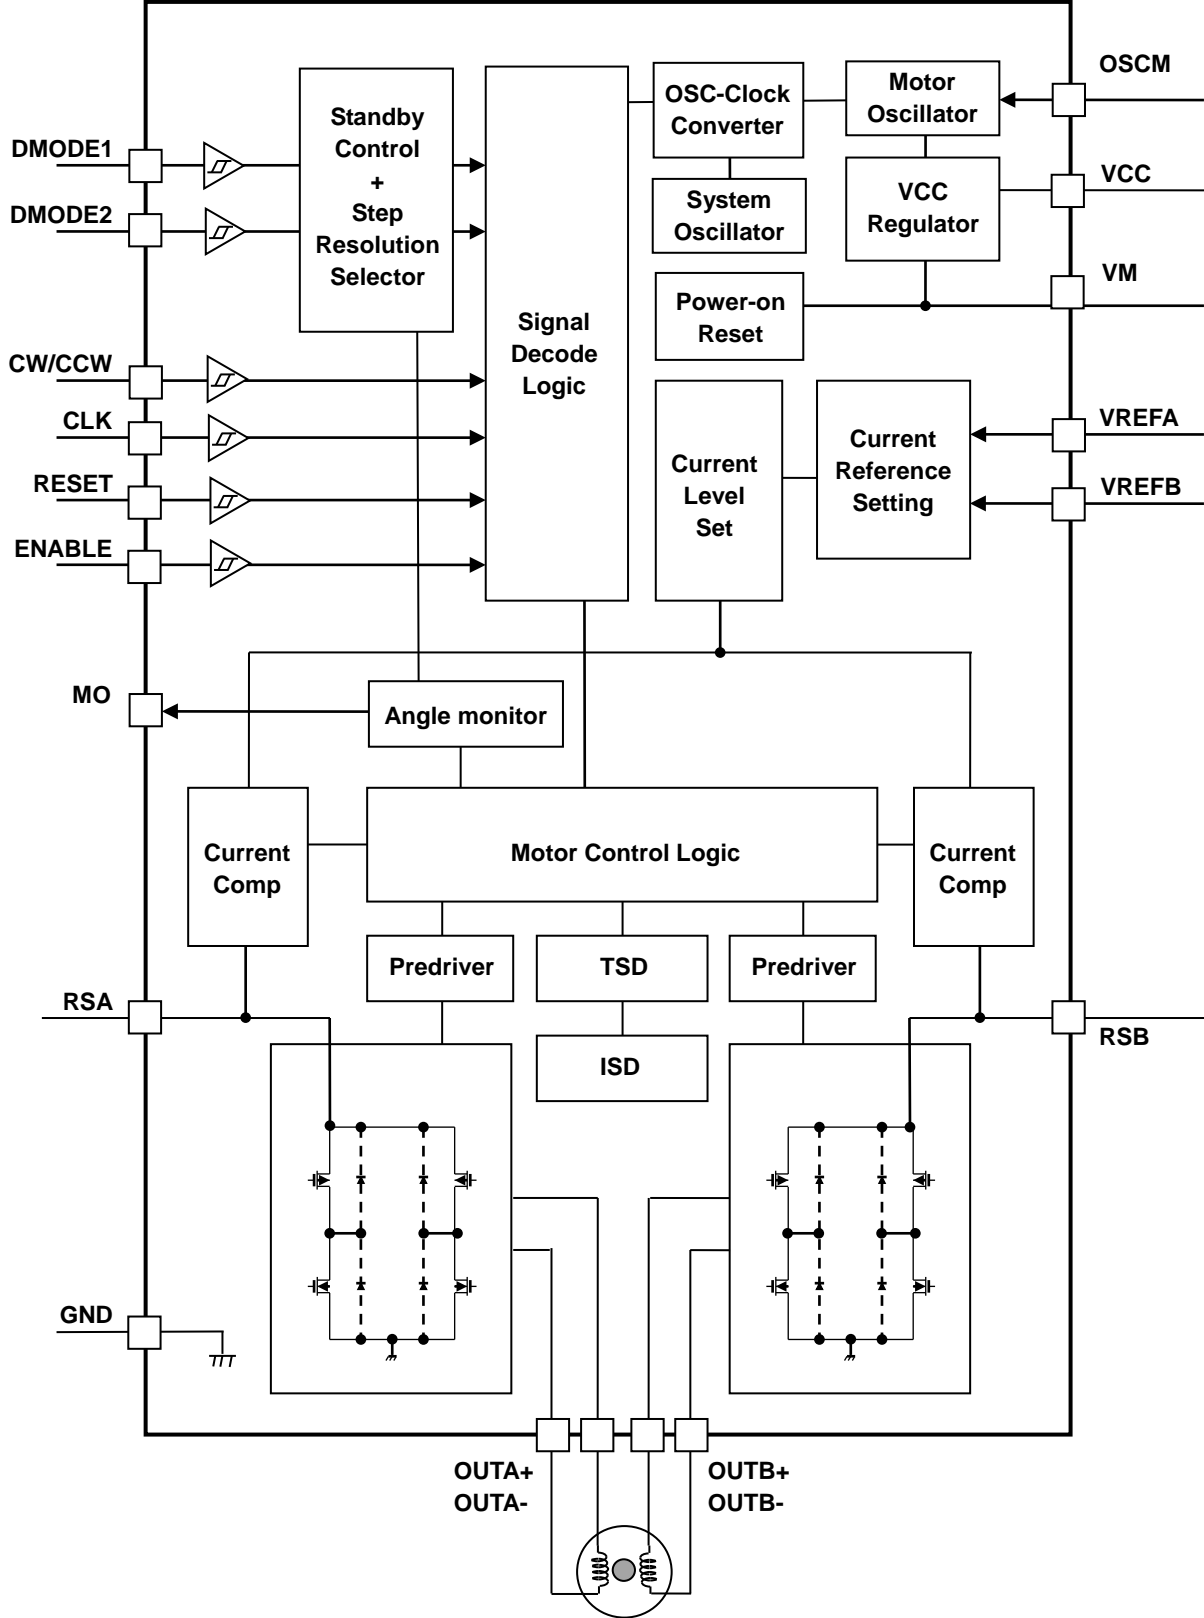 OSCM
Motor
Oscillator
OSC-Clock
Converter
Standby
Control
+
Step
Resolution
Selector
DMODE1
VCC
VCC
Regulator
System
Oscillator
DMODE2
VM
Power-on
Reset
Signal
Decode
Logic
CW/CCW
CLK
VREFA
Current
Reference
Setting
Current
Level
Set
RESET
VREFB
ENABLE
MO
Angle monitor
Current
Comp
Motor Control Logic
Current
Comp
Predriver
TSD
Predriver
RSA
RSB
ISD
GND
OUTA+
OUTA-
OUTB+
OUTB-